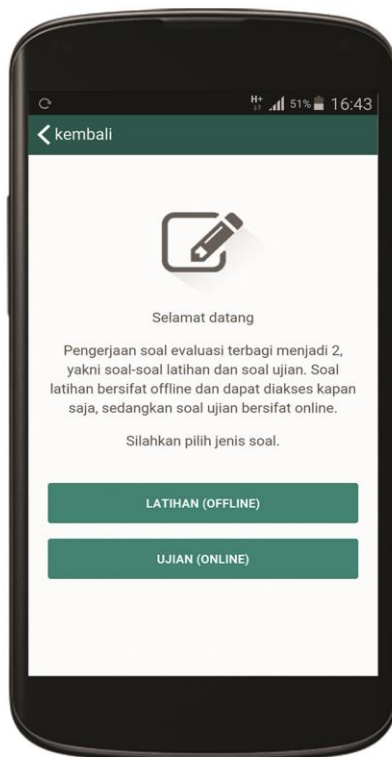 H+ 51% 16:43
kembali
Selamat datang
Pengerjaan soal evaluasi terbagi menjadi 2,
yakni soal-soal latihan dan soal ujian. Soal
latihan bersifat offline dan dapat diakses kapan
saja, sedangkan soal ujian bersifat online.
Silahkan pilih jenis soal.
LATIHAN (OFFLINE)
UJIAN (ONLINE)